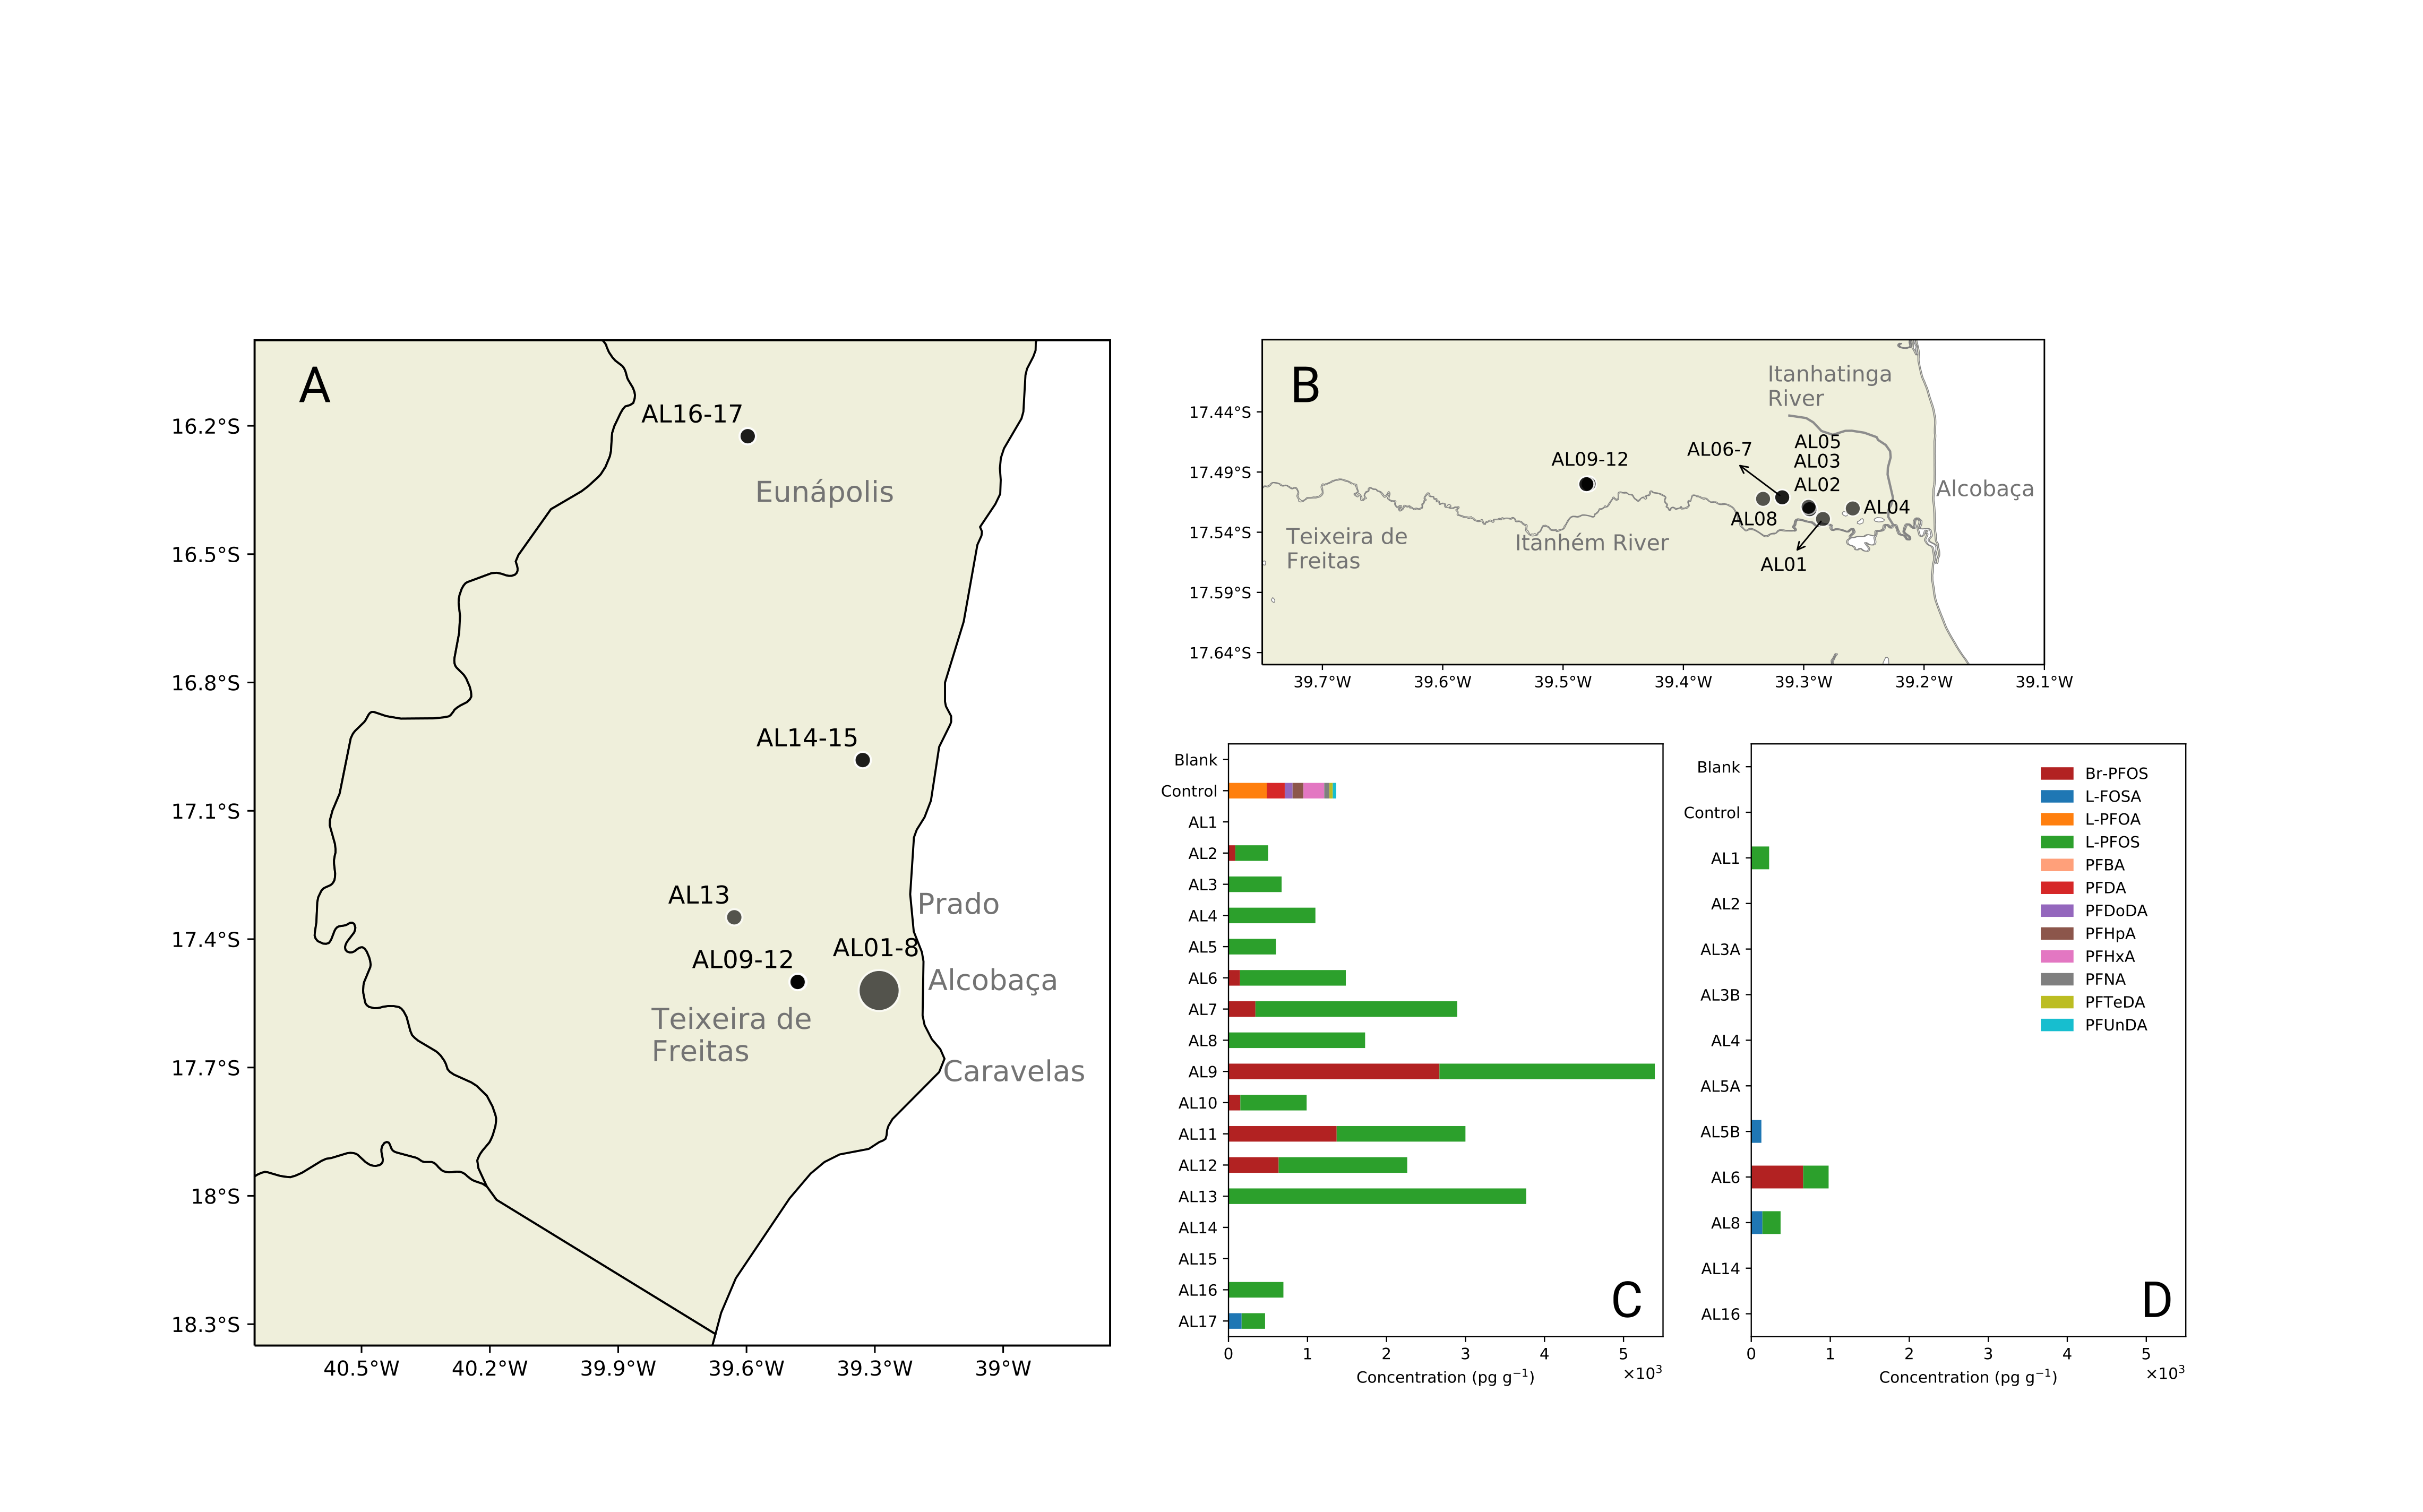 A
AL16-17
Eunápolis
AL14-15
AL13
Prado
AL01-8
AL09-12
Alcobaça
Teixeira de
Freitas
Caravelas
16.2°S
16.5°S
16.8°S
17.1°S
17.4°S
17.7°S
18°S
18.3°S
40.5°W 40.2°W 39.9°W 39.6°W 39.3°W 39°W
B
Itanhatinga
River
AL05
AL06-7
AL03
AL09-12
AL02
Alcobaça
AL04
AL08
Teixeira de
Freitas
Itanhém River
AL01
17.44°S
17.49°S
17.54°S
17.59°S
17.64°S
39.7°W 39.6°W 39.5°W 39.4°W 39.3°W 39.2°W 39.1°W
Blank
Control
AL1
AL2
AL3
AL4
AL5
AL6
AL7
AL8
AL9
AL10
AL11
AL12
AL13
AL14
AL15
AL16
AL17
C
0 1 2 3 4 5
×10³
Concentration (pg g⁻¹)
Blank
Control
AL1
AL2
AL3A
AL3B
AL4
AL5A
AL5B
AL6
AL8
AL14
AL16
Br-PFOS
L-FOSA
L-PFOA
L-PFOS
PFBA
PFDA
PFDoDA
PFHpA
PFHxA
PFNA
PFTeDA
PFUnDA
D
0 1 2 3 4 5
×10³
Concentration (pg g⁻¹)